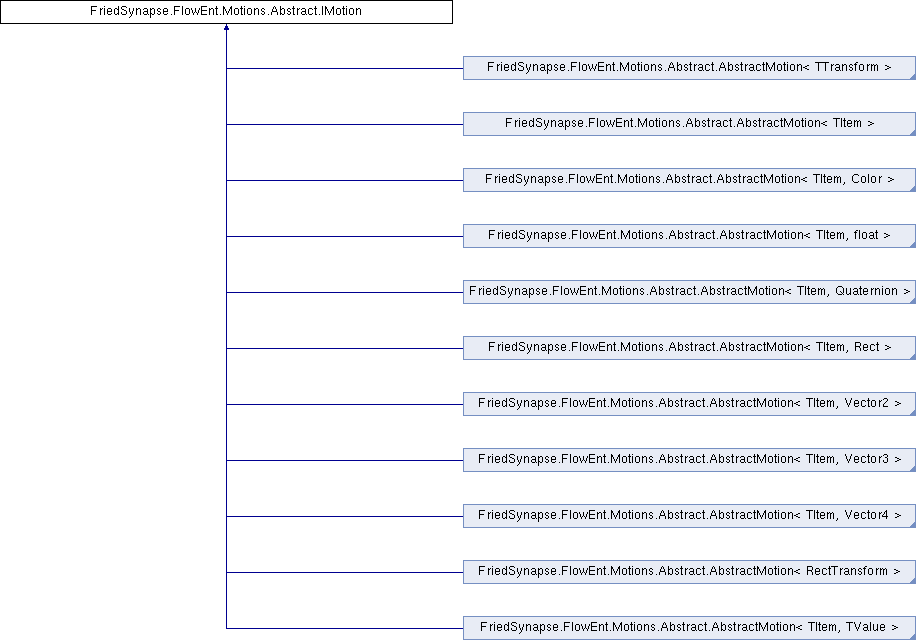 FriedSynapse.FlowEnt.Motions.Abstract.IMotion
FriedSynapse.FlowEnt.Motions.Abstract.AbstractMotion< TTransform >
FriedSynapse.FlowEnt.Motions.Abstract.AbstractMotion< TItem >
FriedSynapse.FlowEnt.Motions.Abstract.AbstractMotion< TItem, Color >
FriedSynapse.FlowEnt.Motions.Abstract.AbstractMotion< TItem, float >
FriedSynapse.FlowEnt.Motions.Abstract.AbstractMotion< TItem, Quaternion >
FriedSynapse.FlowEnt.Motions.Abstract.AbstractMotion< TItem, Rect >
FriedSynapse.FlowEnt.Motions.Abstract.AbstractMotion< TItem, Vector2 >
FriedSynapse.FlowEnt.Motions.Abstract.AbstractMotion< TItem, Vector3 >
FriedSynapse.FlowEnt.Motions.Abstract.AbstractMotion< TItem, Vector4 >
FriedSynapse.FlowEnt.Motions.Abstract.AbstractMotion< RectTransform >
FriedSynapse.FlowEnt.Motions.Abstract.AbstractMotion< TItem, TValue >